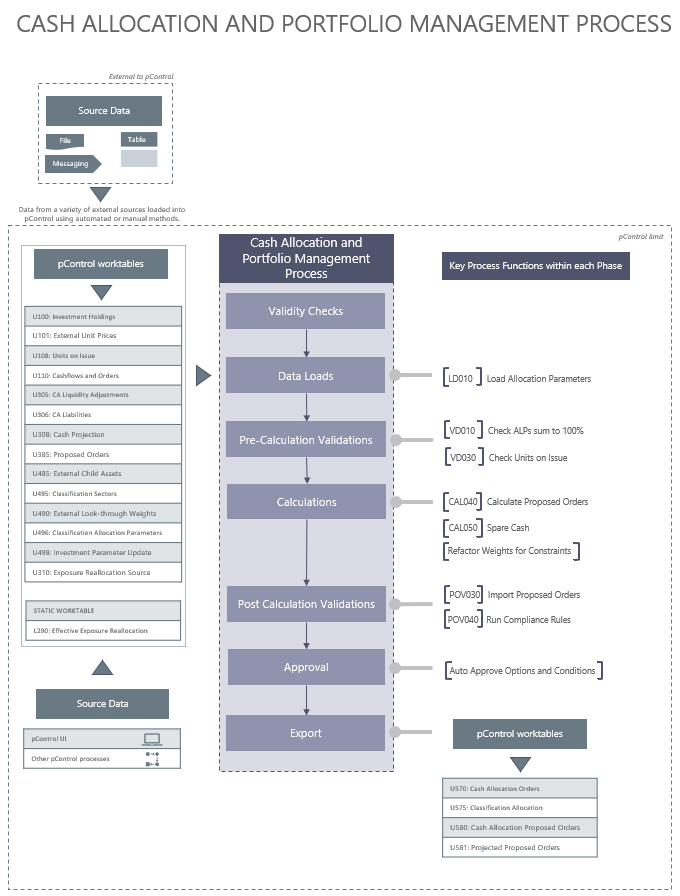 CASH ALLOCATION AND PORTFOLIO MANAGEMENT PROCESS
External to pControl
Source Data
File
Table
Messaging
Data from a variety of external sources loaded into
pControl using automated or manual methods.
pControl limit
pControl worktables
U100: Investment Holdings
U101: External Unit Prices
U108: Units on Issue
U110: Cashflows and Orders
U305: CA Liquidity Adjustments
U306: CA Liabilities
U308: Cash Projection
U385: Proposed Orders
U485: External Child Assets
U495: Classification Sectors
U490: External Look-through Weights
U496: Classification Allocation Parameters
U498: Investment Parameter Update
U310: Exposure Reallocation Source
STATIC WORKTABLE
L290: Effective Exposure Reallocation
Source Data
pControl UI
Other pControl processes
Cash Allocation and
Portfolio Management
Process
Validity Checks
Data Loads
Pre-Calculation Validations
Calculations
Post Calculation Validations
Approval
Export
Key Process Functions within each Phase
LD010 Load Allocation Parameters
VD010 Check ALPs sum to 100%
VD030 Check Units on Issue
CAL040 Calculate Proposed Orders
CAL050 Spare Cash
Refactor Weights for Constraints
POV030 Import Proposed Orders
POV040 Run Compliance Rules
Auto Approve Options and Conditions
pControl worktables
U570: Cash Allocation Orders
U575: Classification Allocation
U580: Cash Allocation Proposed Orders
U581: Projected Proposed Orders